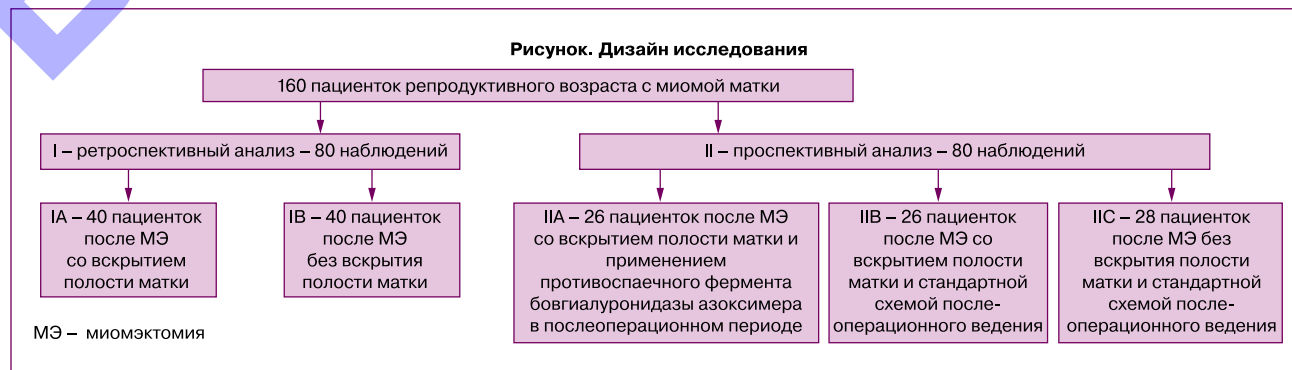 Рисунок. Дизайн исследования
160 пациенток репродуктивного возраста с миомой матки
I – ретроспективный анализ – 80 наблюдений
II – проспективный анализ – 80 наблюдений
IA – 40 пациенток
после МЭ
со вскрытием
полости матки
IB – 40 пациенток
после МЭ
без вскрытия
полости матки
IIA – 26 пациенток после МЭ
со вскрытием полости матки и
применением
противоспаечного фермента
бовгиалуронидазы азоксимера
в послеоперационном периоде
IIB – 26 пациенток
после МЭ со
вскрытием полости
матки и стандартной
схемой после-
операционного ведения
IIC – 28 пациенток
после МЭ без
вскрытия полости
матки и стандартной
схемой после-
операционного ведения
МЭ – миомэктомия